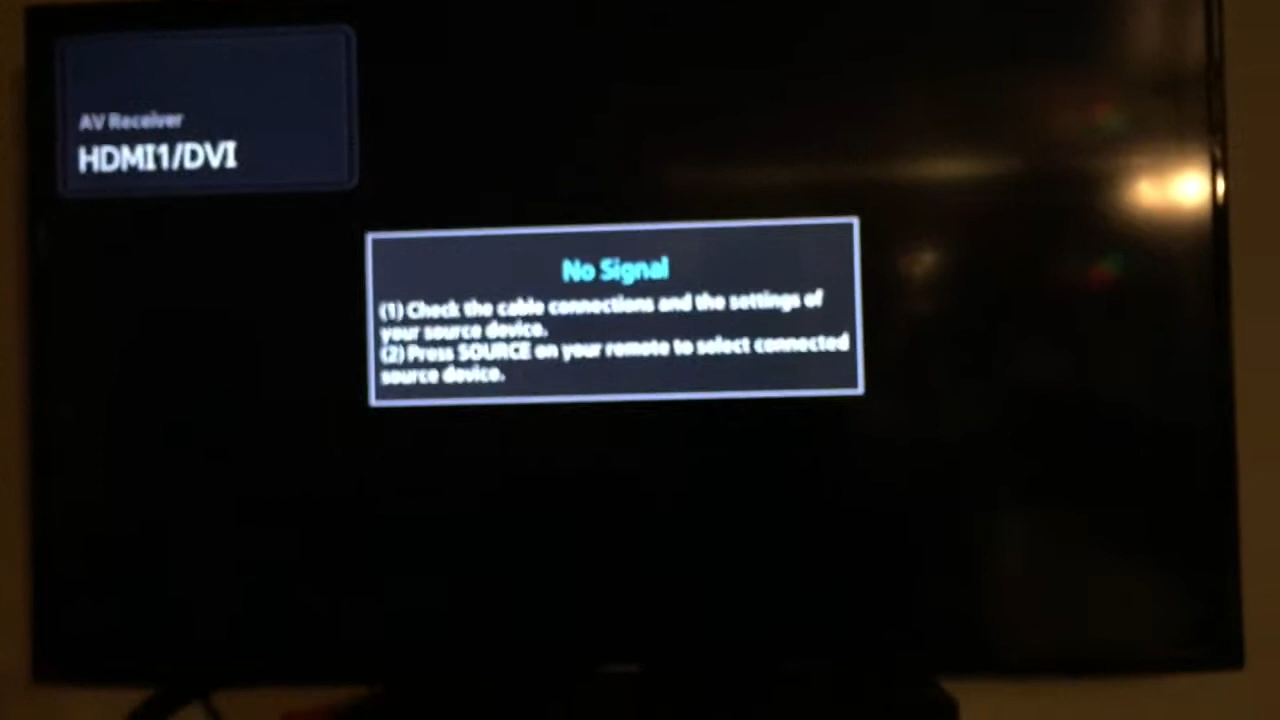 AV Receiver
HDMI1/DVI
No Signal
(1) Check the cable connections and the settings of
your source device.
(2) Press SOURCE on your remote to select connected
source device.